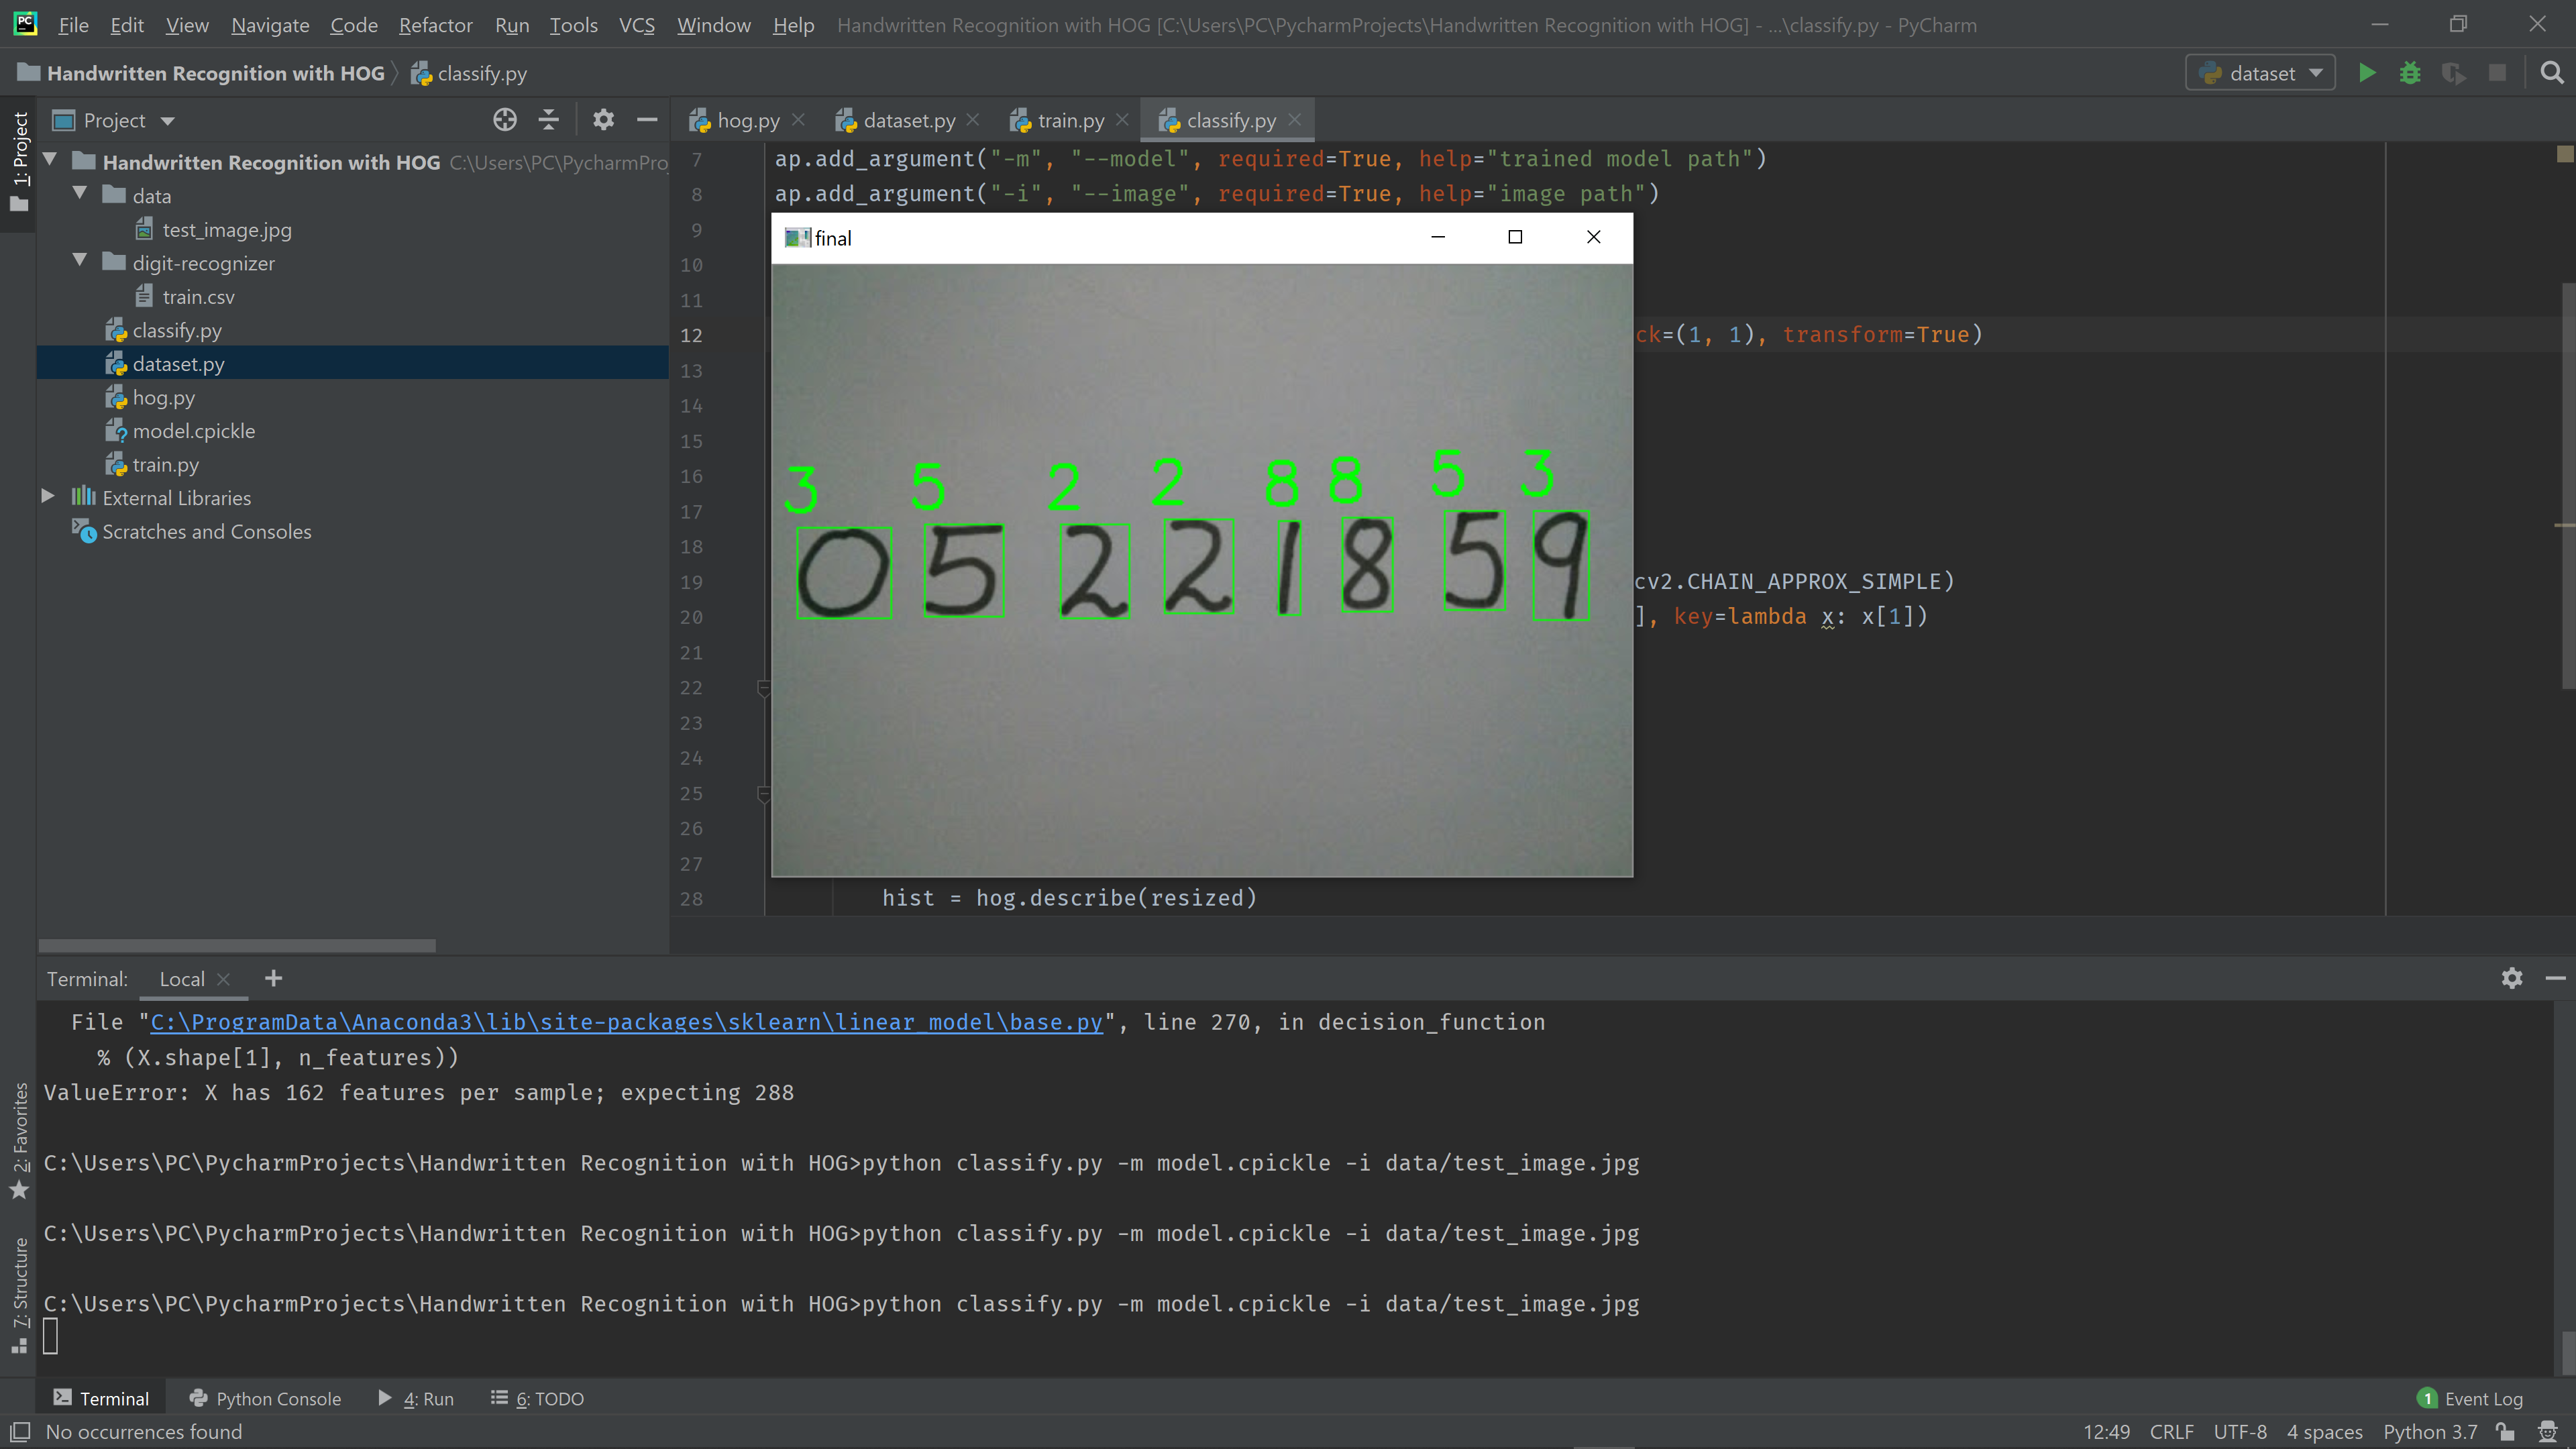 File Edit View Navigate Code Refactor Run Tools VCS Window Help Handwritten Recognition with HOG [C:\Users\PC\PycharmProjects\Handwritten Recognition with HOG] - ...\classify.py - PyCharm
Handwritten Recognition with HOG classify.py dataset
1: Project
Project
hog.py dataset.py train.py classify.py
Handwritten Recognition with HOG C:\Users\PC\PycharmPro
data
test_image.jpg
digit-recognizer
train.csv
classify.py
dataset.py
hog.py
model.cpickle
train.py
External Libraries
Scratches and Consoles
7 ap.add_argument("-m", "--model", required=True, help="trained model path")
8 ap.add_argument("-i", "--image", required=True, help="image path")
9
10
11
12 ck=(1, 1), transform=True)
13
14
15
16
17
18
19 cv2.CHAIN_APPROX_SIMPLE)
20 ], key=lambda x: x[1])
21
22
23
24
25
26
27
28 hist = hog.describe(resized)
final
3 5 2 2 8 8 5 3
0 5 2 2 1 8 5 9
Terminal: Local
File "C:\ProgramData\Anaconda3\lib\site-packages\sklearn\linear_model\base.py", line 270, in decision_function
% (X.shape[1], n_features))
ValueError: X has 162 features per sample; expecting 288
C:\Users\PC\PycharmProjects\Handwritten Recognition with HOG>python classify.py -m model.cpickle -i data/test_image.jpg
C:\Users\PC\PycharmProjects\Handwritten Recognition with HOG>python classify.py -m model.cpickle -i data/test_image.jpg
C:\Users\PC\PycharmProjects\Handwritten Recognition with HOG>python classify.py -m model.cpickle -i data/test_image.jpg
2: Favorites
7: Structure
Terminal Python Console 4: Run 6: TODO 1 Event Log
No occurrences found 12:49 CRLF UTF-8 4 spaces Python 3.7